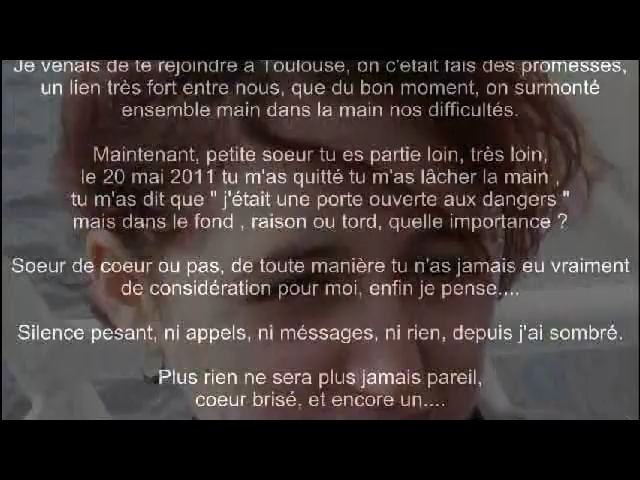 Je venais de te rejoindre à Toulouse, on c'était fais des promesses,
un lien très fort entre nous, que du bon moment, on surmonté
ensemble main dans la main nos difficultés.
Maintenant, petite soeur tu es partie loin, très loin,
le 20 mai 2011 tu m'as quitté tu m'as lâcher la main ,
tu m'as dit que " j'était une porte ouverte aux dangers "
mais dans le fond , raison ou tord, quelle importance ?
Soeur de coeur ou pas, de toute manière tu n'as jamais eu vraiment
de considération pour moi, enfin je pense....
Silence pesant, ni appels, ni méssages, ni rien, depuis j'ai sombré.
Plus rien ne sera plus jamais pareil,
coeur brisé, et encore un....